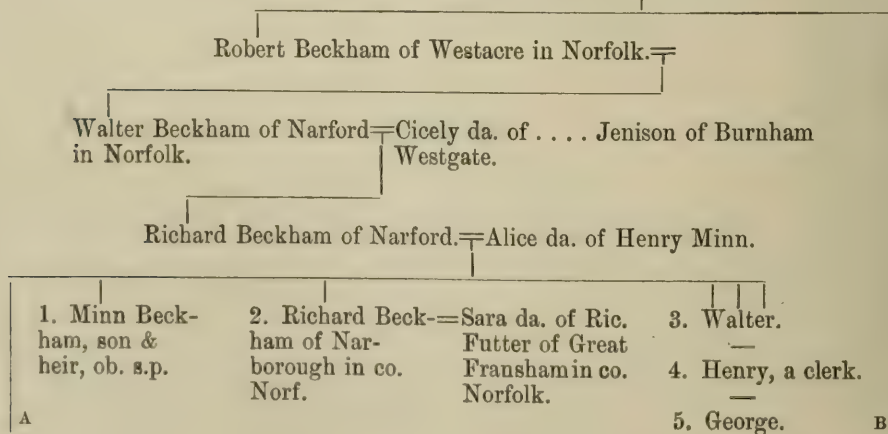 Robert Beckham of Westacre in Norfolk.
Walter Beckham of Narford=Cicely da. of . . . . Jenison of Burnham
in Norfolk.
Westgate.
Richard Beckham of Narford.=Alice da. of Henry Minn.
1. Minn Beck-
ham, son &
heir, ob. s.p.
2. Richard Beck-
ham of Nar-
borough in co.
Norf.
=Sara da. of Ric.
Futter of Great
Fransham in co.
Norfolk.
3. Walter.
—
4. Henry, a clerk.
—
5. George.
A
B